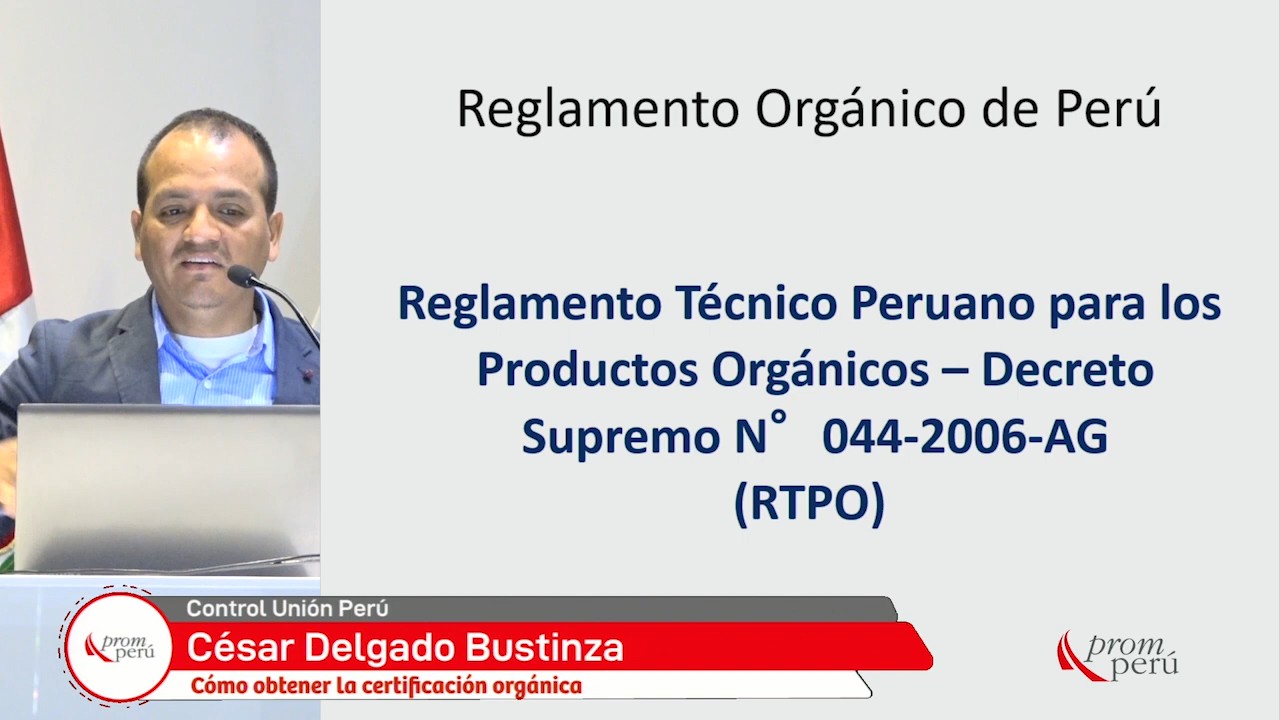 Reglamento Orgánico de Perú
Reglamento Técnico Peruano para los
Productos Orgánicos – Decreto
Supremo N° 044-2006-AG
(RTPO)
Control Unión Perú
César Delgado Bustinza
Cómo obtener la certificación orgánica
prom
perú
prom
perú